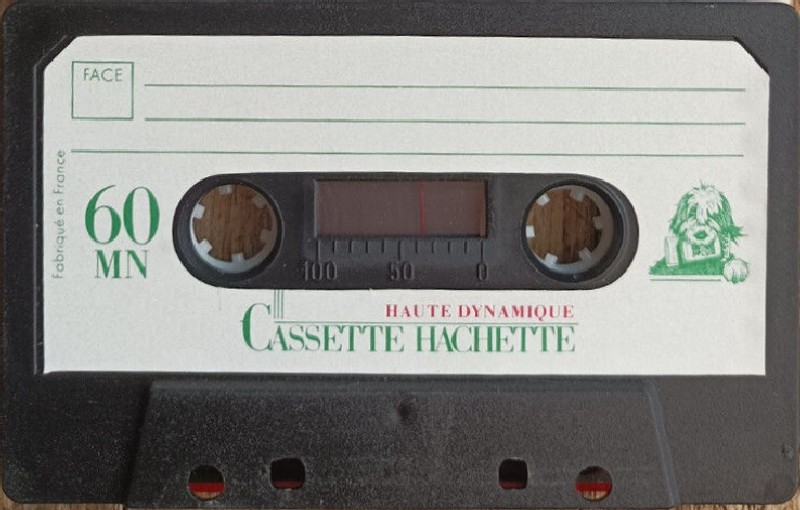 FACE
Fabriqué en France
60
MN
100 50 0
HAUTE DYNAMIQUE
CASSETTE HACHETTE